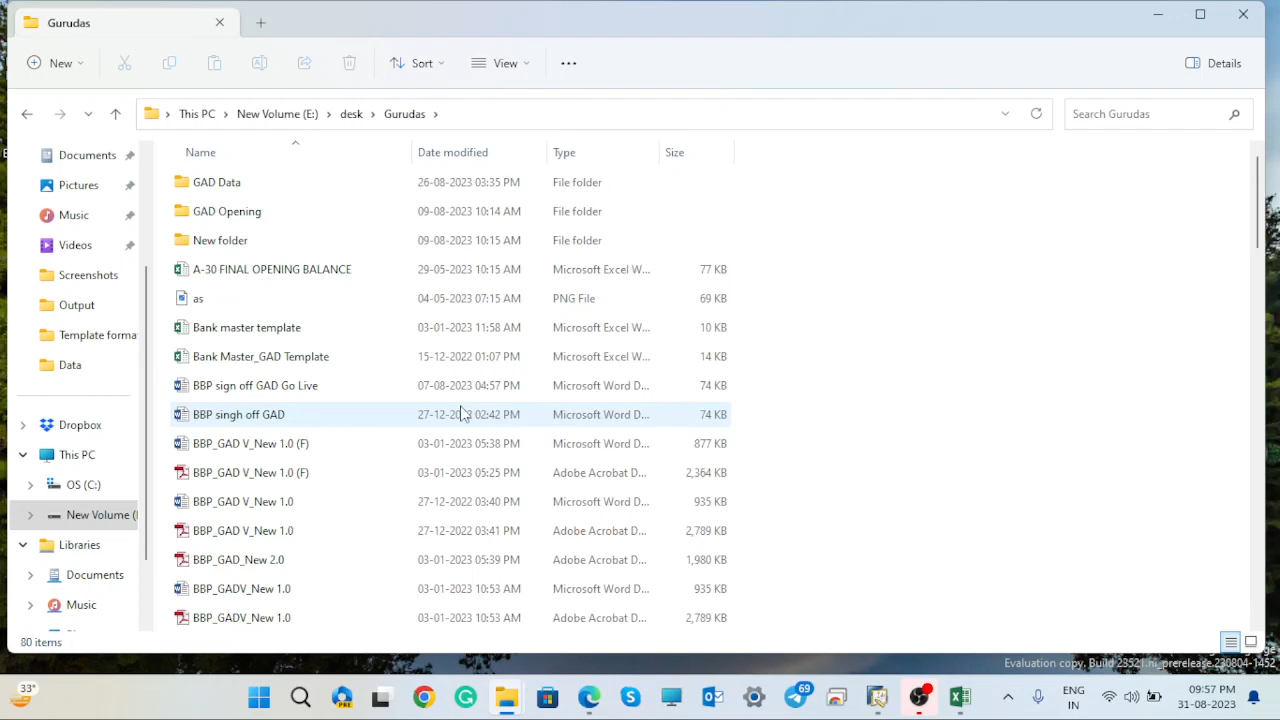 Gurudas
New
Sort
View
Details
This PC > New Volume (E:) > desk > Gurudas >
Search Gurudas
Name Date modified Type Size
Documents
Pictures
Music
Videos
Screenshots
Output
Template forma
Data
Dropbox
This PC
OS (C:)
New Volume (
Libraries
Documents
Music
GAD Data 26-08-2023 03:35 PM File folder
GAD Opening 09-08-2023 10:14 AM File folder
New folder 09-08-2023 10:15 AM File folder
A-30 FINAL OPENING BALANCE 29-05-2023 10:15 AM Microsoft Excel W... 77 KB
as 04-05-2023 07:15 AM PNG File 69 KB
Bank master template 03-01-2023 11:58 AM Microsoft Excel W... 10 KB
Bank Master_GAD Template 15-12-2022 01:07 PM Microsoft Excel W... 14 KB
BBP sign off GAD Go Live 07-08-2023 04:57 PM Microsoft Word D... 74 KB
BBP singh off GAD 27-12-2022 02:42 PM Microsoft Word D... 74 KB
BBP_GAD V_New 1.0 (F) 03-01-2023 05:38 PM Microsoft Word D... 877 KB
BBP_GAD V_New 1.0 (F) 03-01-2023 05:25 PM Adobe Acrobat D... 2,364 KB
BBP_GAD V_New 1.0 27-12-2022 03:40 PM Microsoft Word D... 935 KB
BBP_GAD V_New 1.0 27-12-2022 03:41 PM Adobe Acrobat D... 2,789 KB
BBP_GAD_New 2.0 03-01-2023 05:39 PM Adobe Acrobat D... 1,980 KB
BBP_GADV_New 1.0 03-01-2023 10:53 AM Microsoft Word D... 935 KB
BBP_GADV_New 1.0 03-01-2023 10:53 AM Adobe Acrobat D... 2,789 KB
80 items
Evaluation copy. Build 23521.ni_prerelease.230804-1452
33°
PRE
69
ENG
IN
09:57 PM
31-08-2023